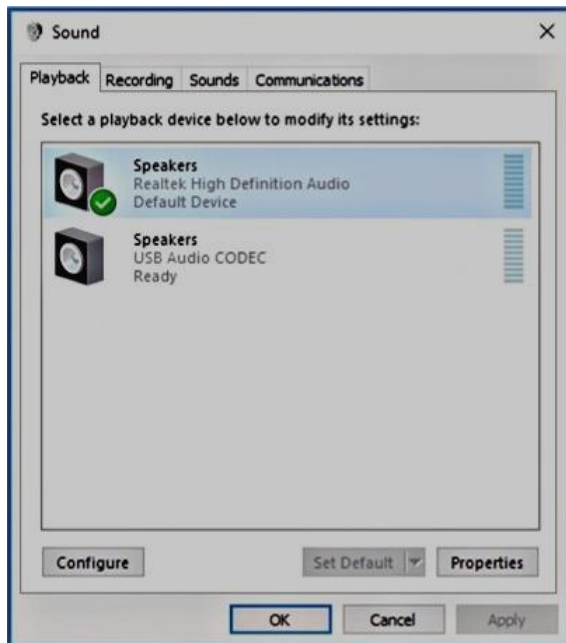 Sound
Playback Recording Sounds Communications
Select a playback device below to modify its settings:
Speakers
Realtek High Definition Audio
Default Device
Speakers
USB Audio CODEC
Ready
Configure Set Default Properties
OK Cancel Apply